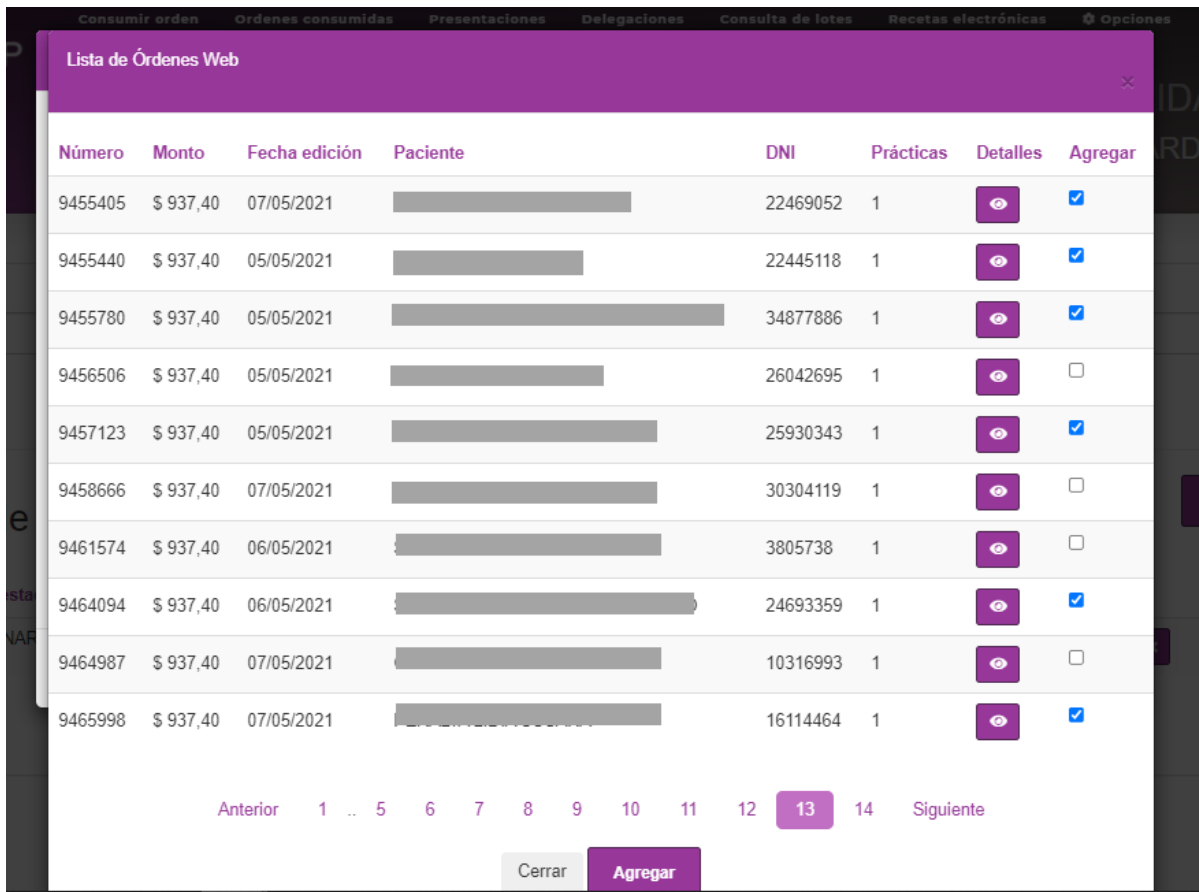 Consumir orden Ordenes consumidas Presentaciones Delegaciones Consulta de lotes Recetas electrónicas Opciones
Lista de Órdenes Web
×
Número Monto Fecha edición Paciente DNI Prácticas Detalles Agregar
9455405 $ 937,40 07/05/2021 22469052 1
9455440 $ 937,40 05/05/2021 22445118 1
9455780 $ 937,40 05/05/2021 34877886 1
9456506 $ 937,40 05/05/2021 26042695 1
9457123 $ 937,40 05/05/2021 25930343 1
9458666 $ 937,40 07/05/2021 30304119 1
9461574 $ 937,40 06/05/2021 3805738 1
9464094 $ 937,40 06/05/2021 24693359 1
9464987 $ 937,40 07/05/2021 10316993 1
9465998 $ 937,40 07/05/2021 16114464 1
Anterior 1 .. 5 6 7 8 9 10 11 12 13 14 Siguiente
Cerrar Agregar